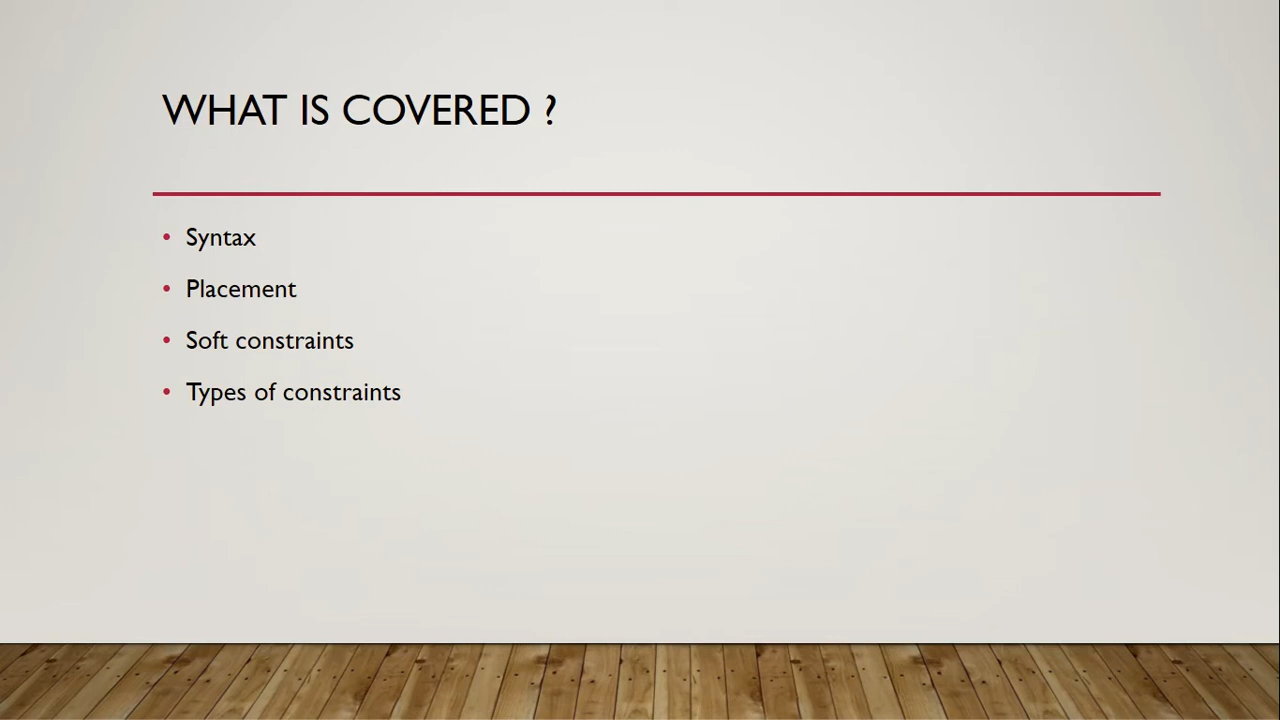 WHAT IS COVERED ?
• Syntax
• Placement
• Soft constraints
• Types of constraints